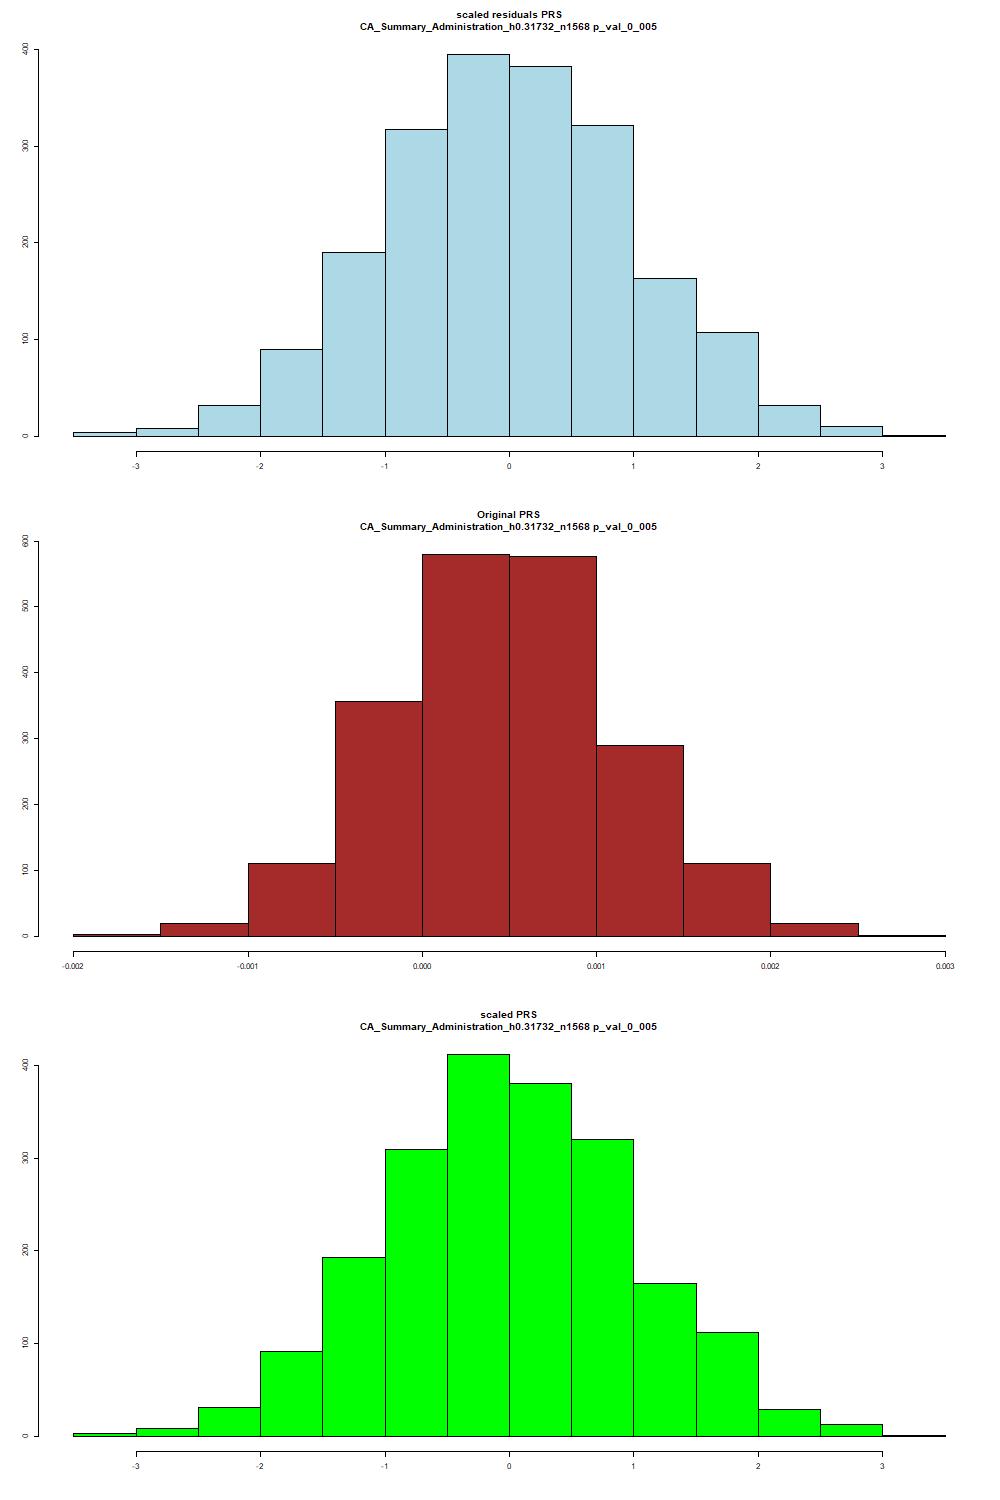 scaled residuals PRS
CA_Summary_Administration_h0.31732_n1568 p_val_0_005
400
300
200
100
0
-3 -2 -1 0 1 2 3
Original PRS
CA_Summary_Administration_h0.31732_n1568 p_val_0_005
600
500
400
300
200
100
0
-0.002 -0.001 0.000 0.001 0.002 0.003
scaled PRS
CA_Summary_Administration_h0.31732_n1568 p_val_0_005
400
300
200
100
0
-3 -2 -1 0 1 2 3